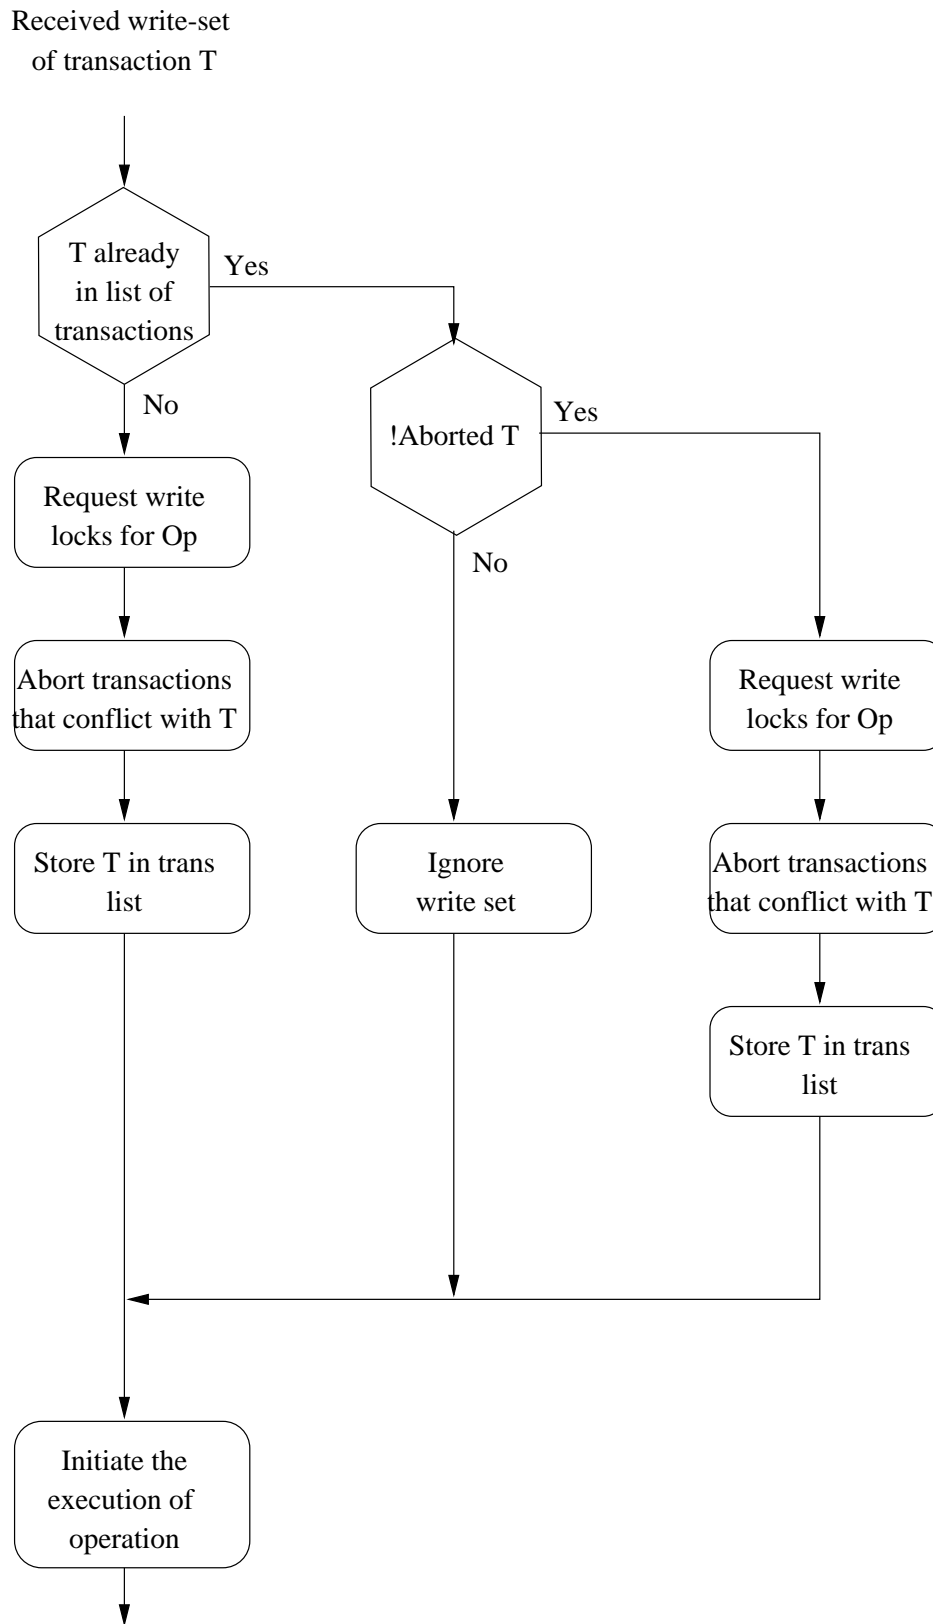 Received write-set
of transaction T
T already
in list of
transactions
Yes
No
!Aborted T
Yes
No
Request write
locks for Op
Abort transactions
that conflict with T
Store T in trans
list
Ignore
write set
Request write
locks for Op
Abort transactions
that conflict with T
Store T in trans
list
Initiate the
execution of
operation